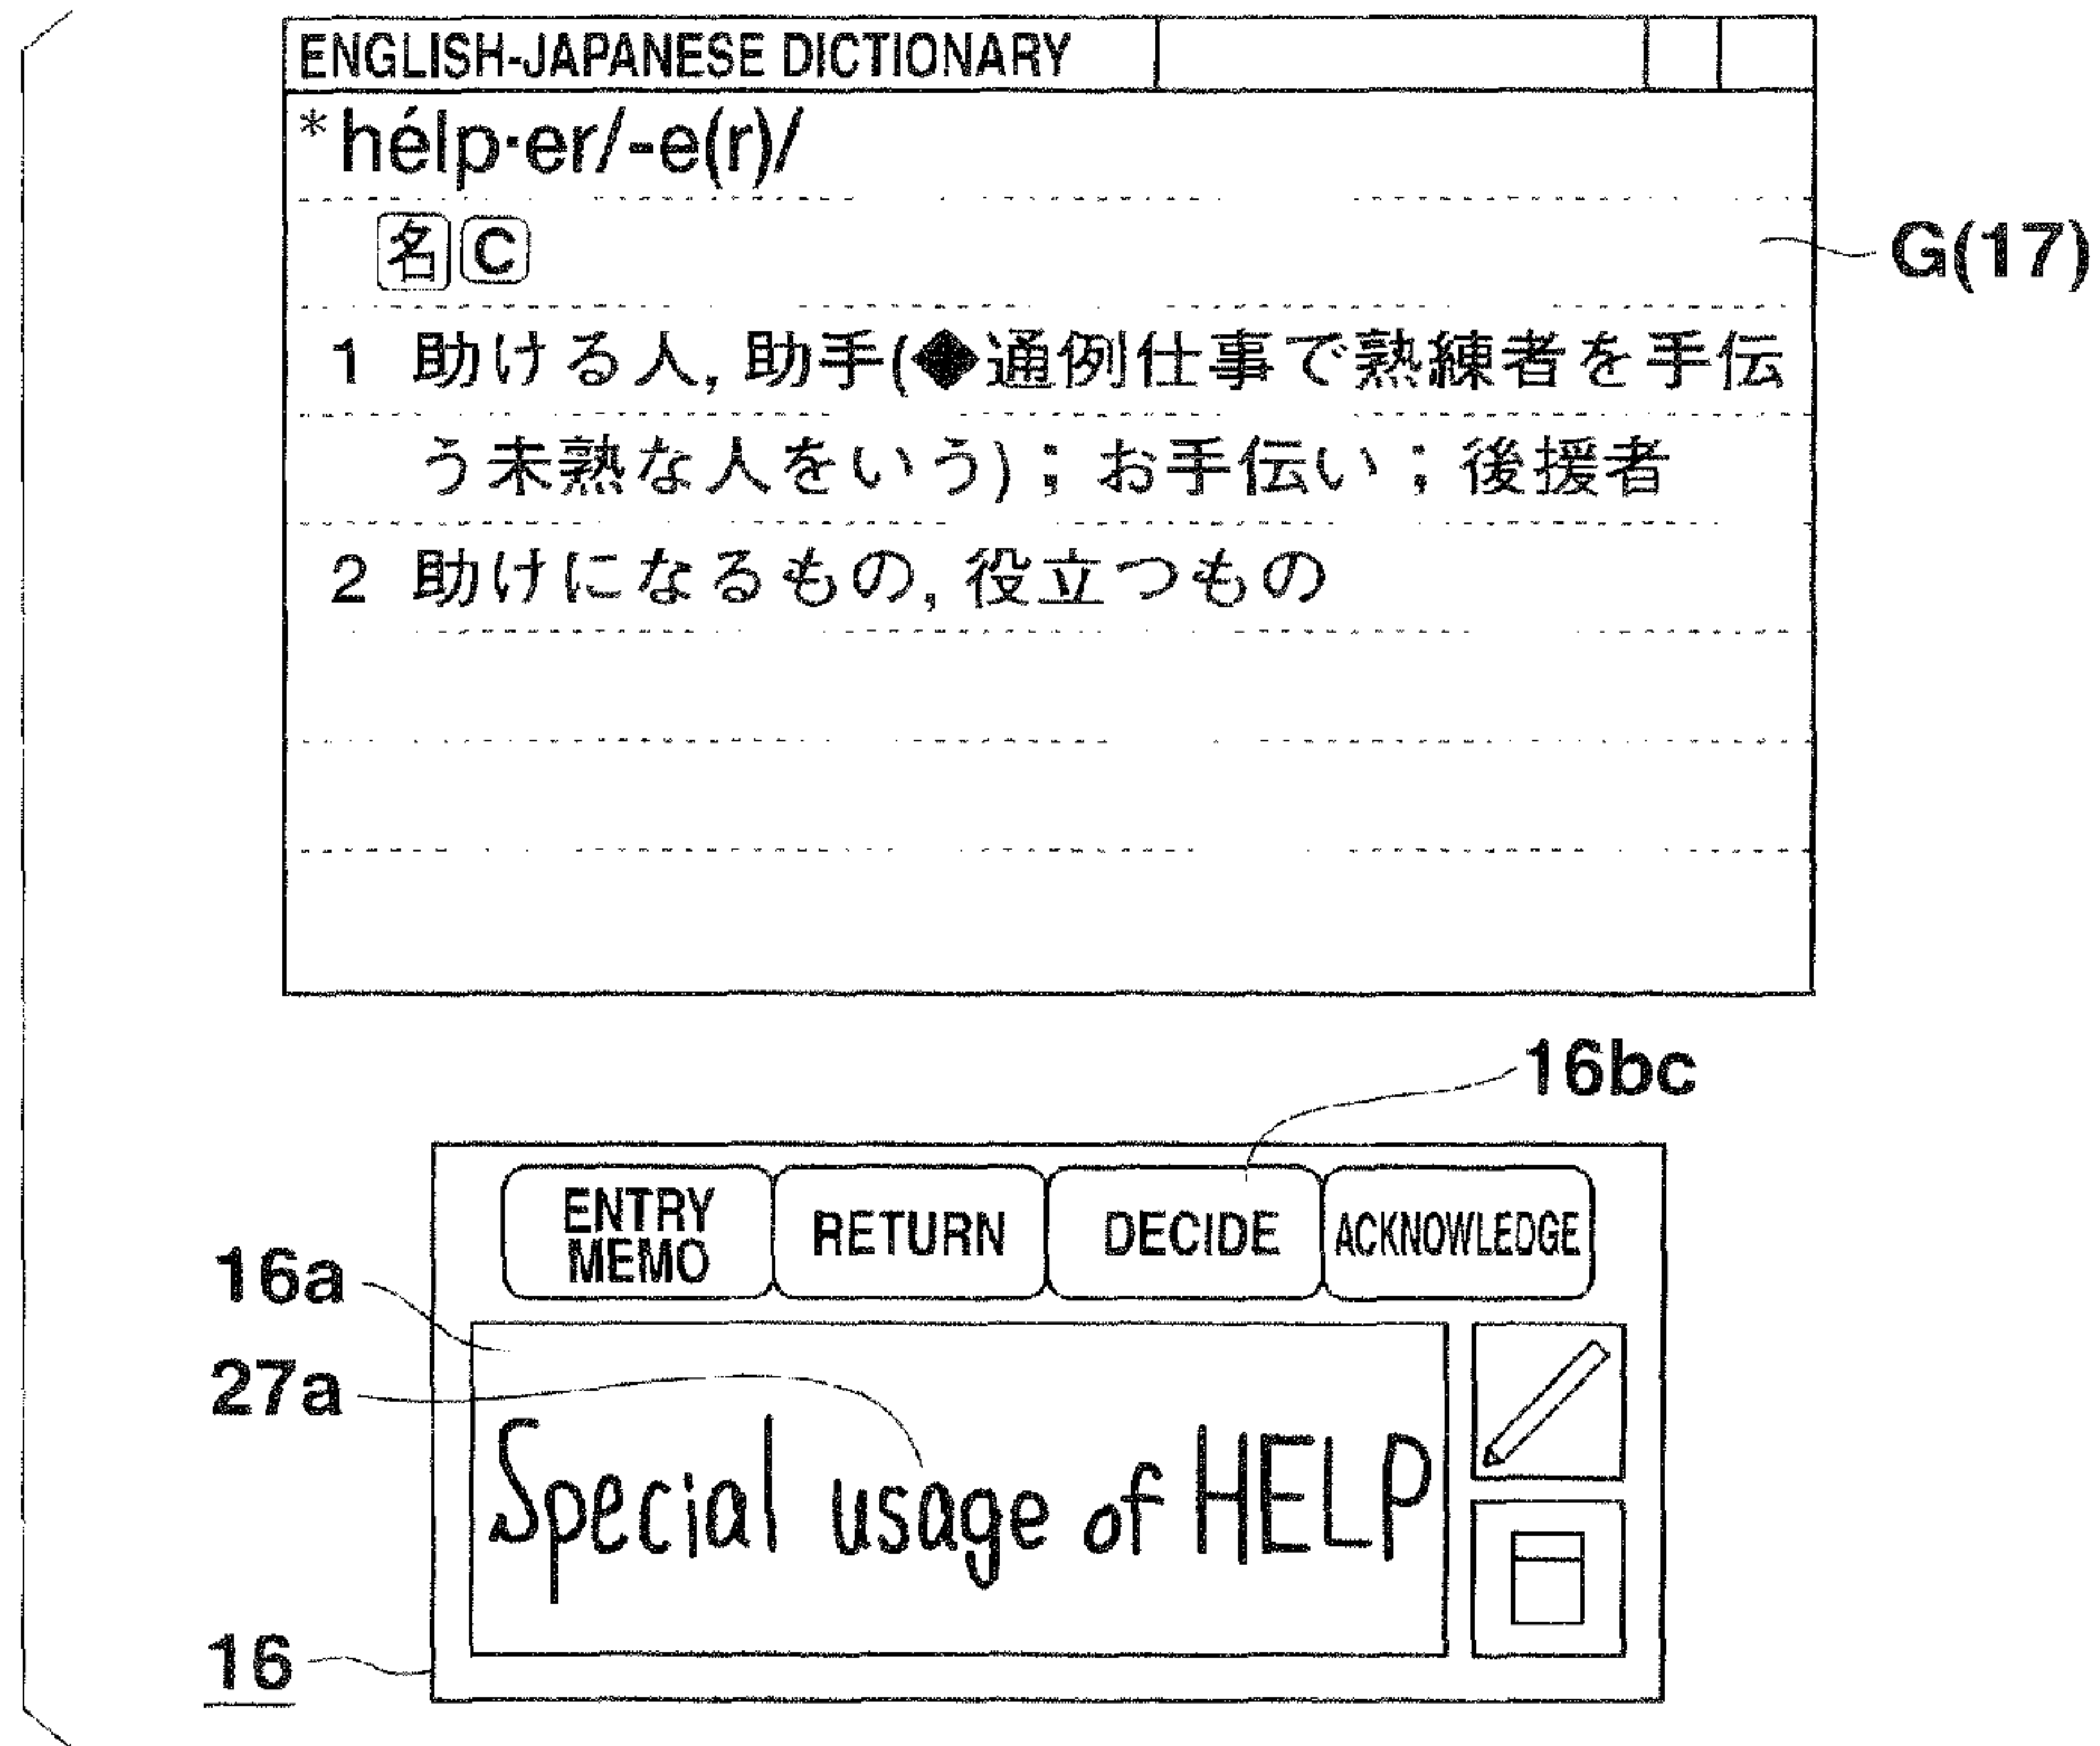 ENGLISH-JAPANESE DICTIONARY
*hélp·er/-e(r)/
名 C
G(17)
1 助ける人, 助手(◆通例仕事で熟練者を手伝
う未熟な人をいう)；お手伝い；後援者
2 助けになるもの, 役立つもの
16bc
ENTRY
MEMO
RETURN
DECIDE
ACKNOWLEDGE
16a
27a
Special usage of HELP
16